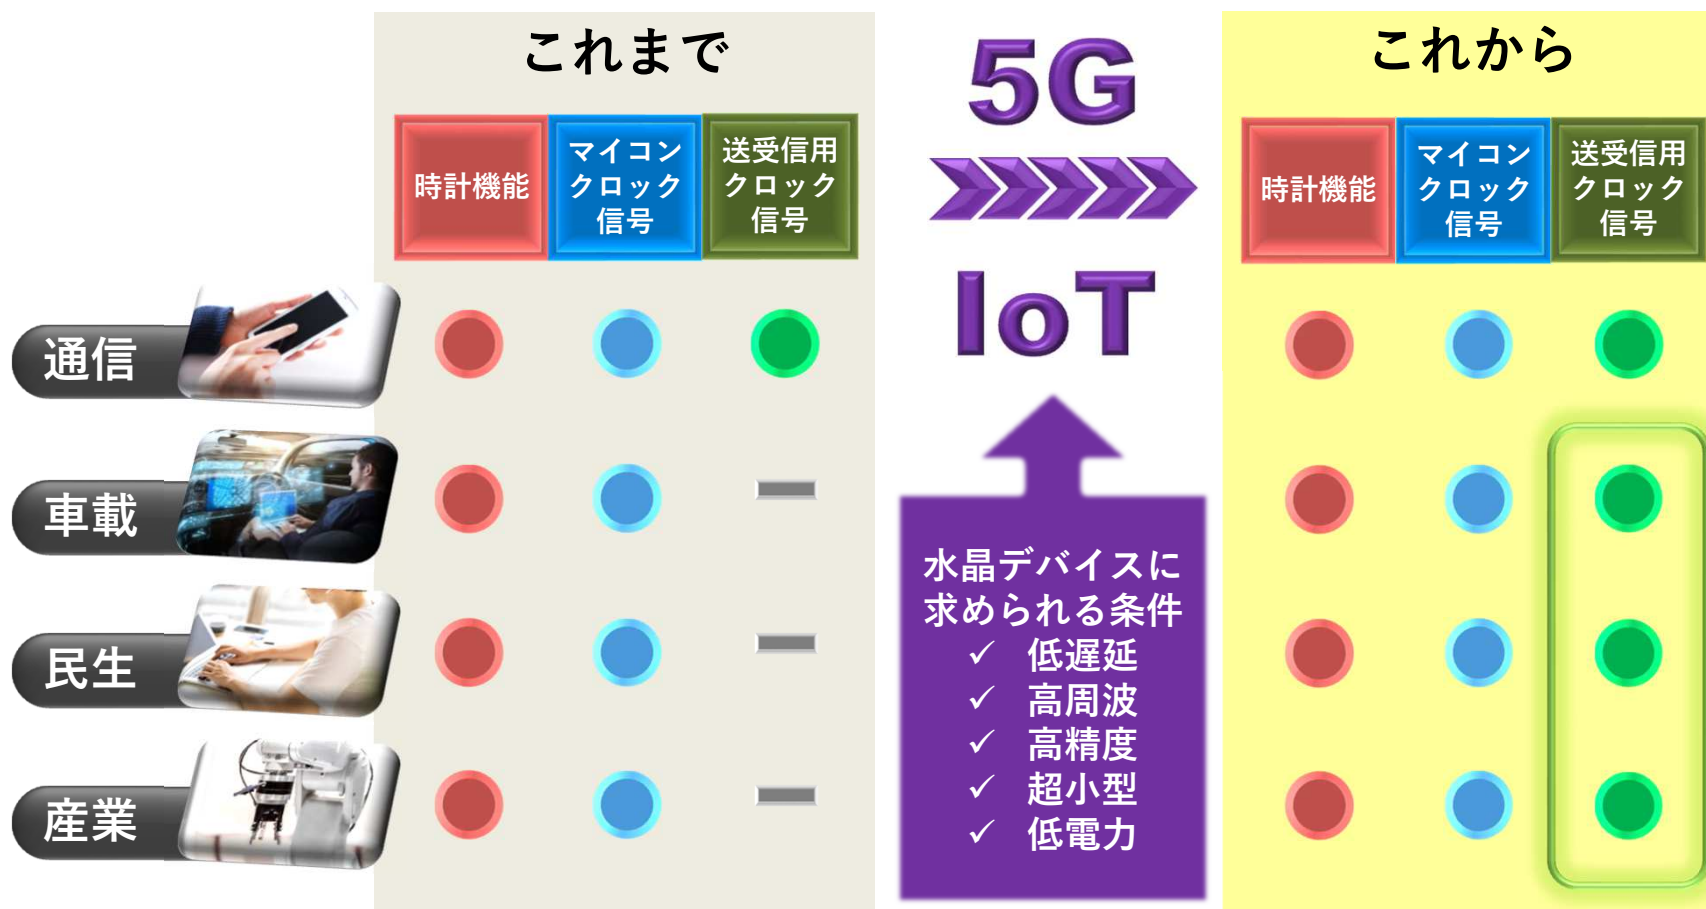 これまで
時計機能
マイコン
クロック
信号
送受信用
クロック
信号
5G
IoT
これから
時計機能
マイコン
クロック
信号
送受信用
クロック
信号
通信
車載
民生
産業
水晶デバイスに
求められる条件
✓ 低遅延
✓ 高周波
✓ 高精度
✓ 超小型
✓ 低電力